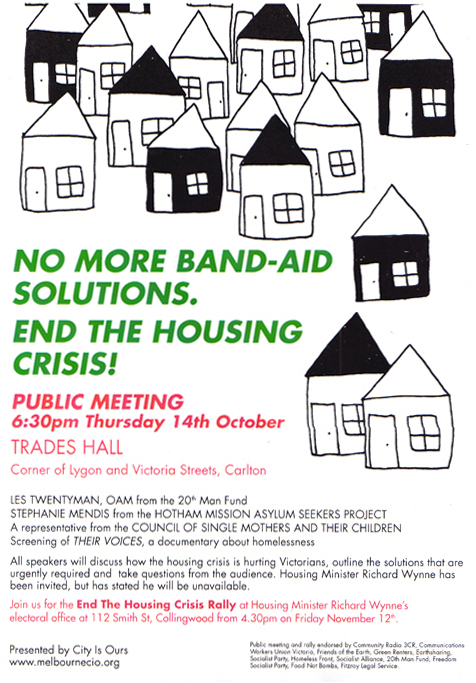 NO MORE BAND-AID
SOLUTIONS.
END THE HOUSING
CRISIS!
PUBLIC MEETING
6:30pm Thursday 14th October
TRADES HALL
Corner of Lygon and Victoria Streets, Carlton
LES TWENTYMAN, OAM from the 20th Man Fund
STEPHANIE MENDIS from the HOTHAM MISSION ASYLUM SEEKERS PROJECT
A representative from the COUNCIL OF SINGLE MOTHERS AND THEIR CHILDREN
Screening of THEIR VOICES, a documentary about homelessness
All speakers will discuss how the housing crisis is hurting Victorians, outline the solutions that are
urgently required and take questions from the audience. Housing Minister Richard Wynne has
been invited, but has stated he will be unavailable.
Join us for the End The Housing Crisis Rally at Housing Minister Richard Wynne's
electoral office at 112 Smith St, Collingwood from 4.30pm on Friday November 12th.
Presented by City Is Ours
www.melbournecio.org
Public meeting and rally endorsed by Community Radio 3CR, Communications
Workers Union Victoria, Friends of the Earth, Green Renters, Earthsharing,
Socialist Party, Homeless Front, Socialist Alliance, 20th Man Fund, Freedom
Socialist Party, Food Not Bombs, Fitzroy Legal Service